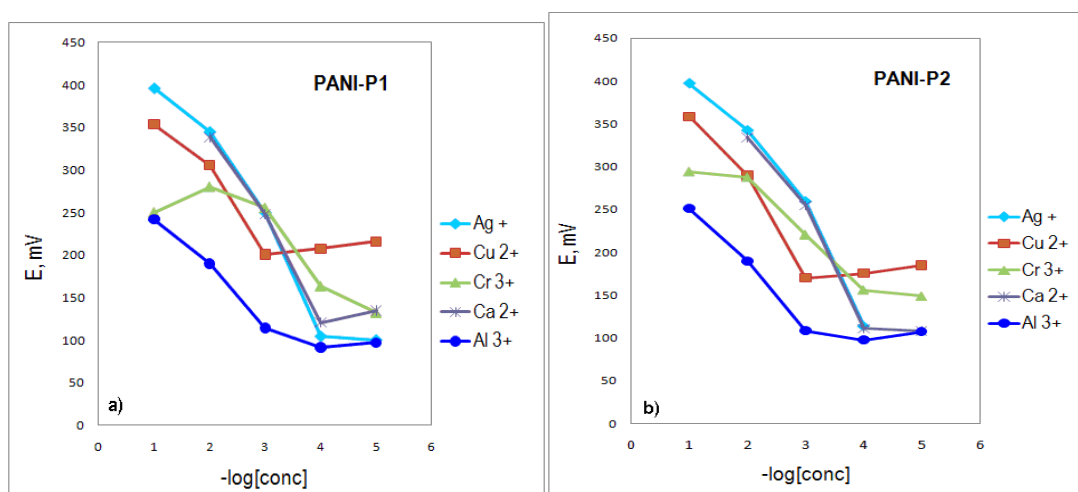 PANI-P1
E, mV
450
400
350
300
250
200
150
100
50
0
0 1 2 3 4 5 6
-log[conc]
a)
Ag +
Cu 2+
Cr 3+
Ca 2+
Al 3+
PANI-P2
E, mV
450
400
350
300
250
200
150
100
50
0
0 1 2 3 4 5 6
-log[conc]
b)
Ag +
Cu 2+
Cr 3+
Ca 2+
Al 3+